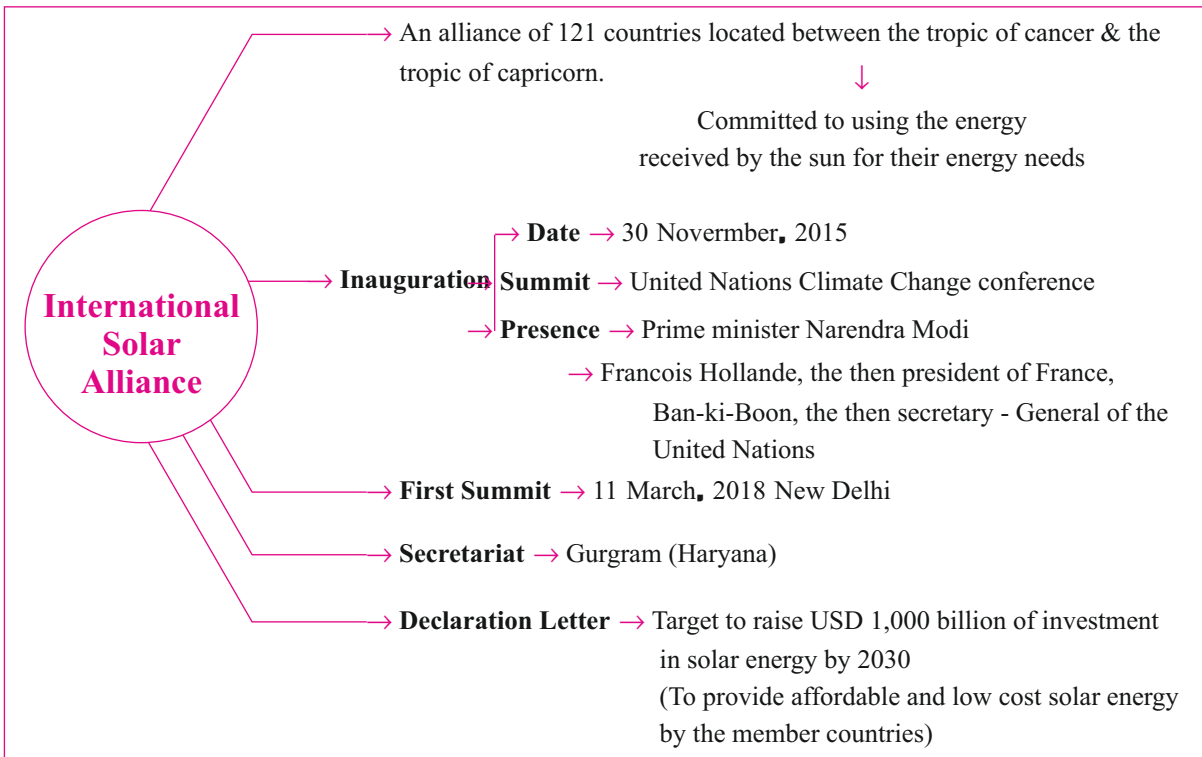 → An alliance of 121 countries located between the tropic of cancer & the
tropic of capricorn.
↓
Committed to using the energy
received by the sun for their energy needs
International
Solar
Alliance
→ Inauguration → Date → 30 Novermber, 2015
→ Summit → United Nations Climate Change conference
→ Presence → Prime minister Narendra Modi
→ Francois Hollande, the then president of France,
Ban-ki-Boon, the then secretary - General of the
United Nations
→ First Summit → 11 March, 2018 New Delhi
→ Secretariat → Gurgram (Haryana)
→ Declaration Letter → Target to raise USD 1,000 billion of investment
in solar energy by 2030
(To provide affordable and low cost solar energy
by the member countries)